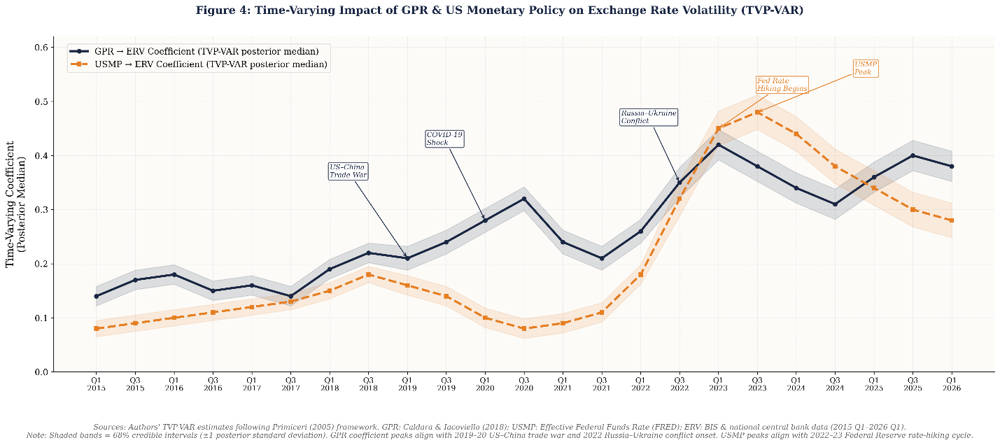 Figure 4: Time-Varying Impact of GPR & US Monetary Policy on Exchange Rate Volatility (TVP-VAR)
GPR → ERV Coefficient (TVP-VAR posterior median)
USMP → ERV Coefficient (TVP-VAR posterior median)
Time-Varying Coefficient
(Posterior Median)
0.6
0.5
0.4
0.3
0.2
0.1
0.0
US–China
Trade War
COVID-19
Shock
Russia–Ukraine
Conflict
Fed Rate
Hiking Begins
USMP
Peak
Q1 Q3 Q1 Q3 Q1 Q3 Q1 Q3 Q1 Q3 Q1 Q3 Q1 Q3 Q1 Q3 Q1 Q3 Q1 Q3 Q1 Q3 Q1
2015 2015 2016 2016 2017 2017 2018 2018 2019 2019 2020 2020 2021 2021 2022 2022 2023 2023 2024 2024 2025 2025 2026
Sources: Authors' TVP-VAR estimates following Primiceri (2005) framework. GPR: Caldara & Iacoviello (2018); USMP: Effective Federal Funds Rate (FRED); ERV: BIS & national central bank data (2015 Q1–2026 Q1).
Note: Shaded bands = 68% credible intervals (±1 posterior standard deviation). GPR coefficient peaks align with 2019–20 US–China trade war and 2022 Russia–Ukraine conflict onset. USMP peaks align with 2022–23 Federal Reserve rate-hiking cycle.